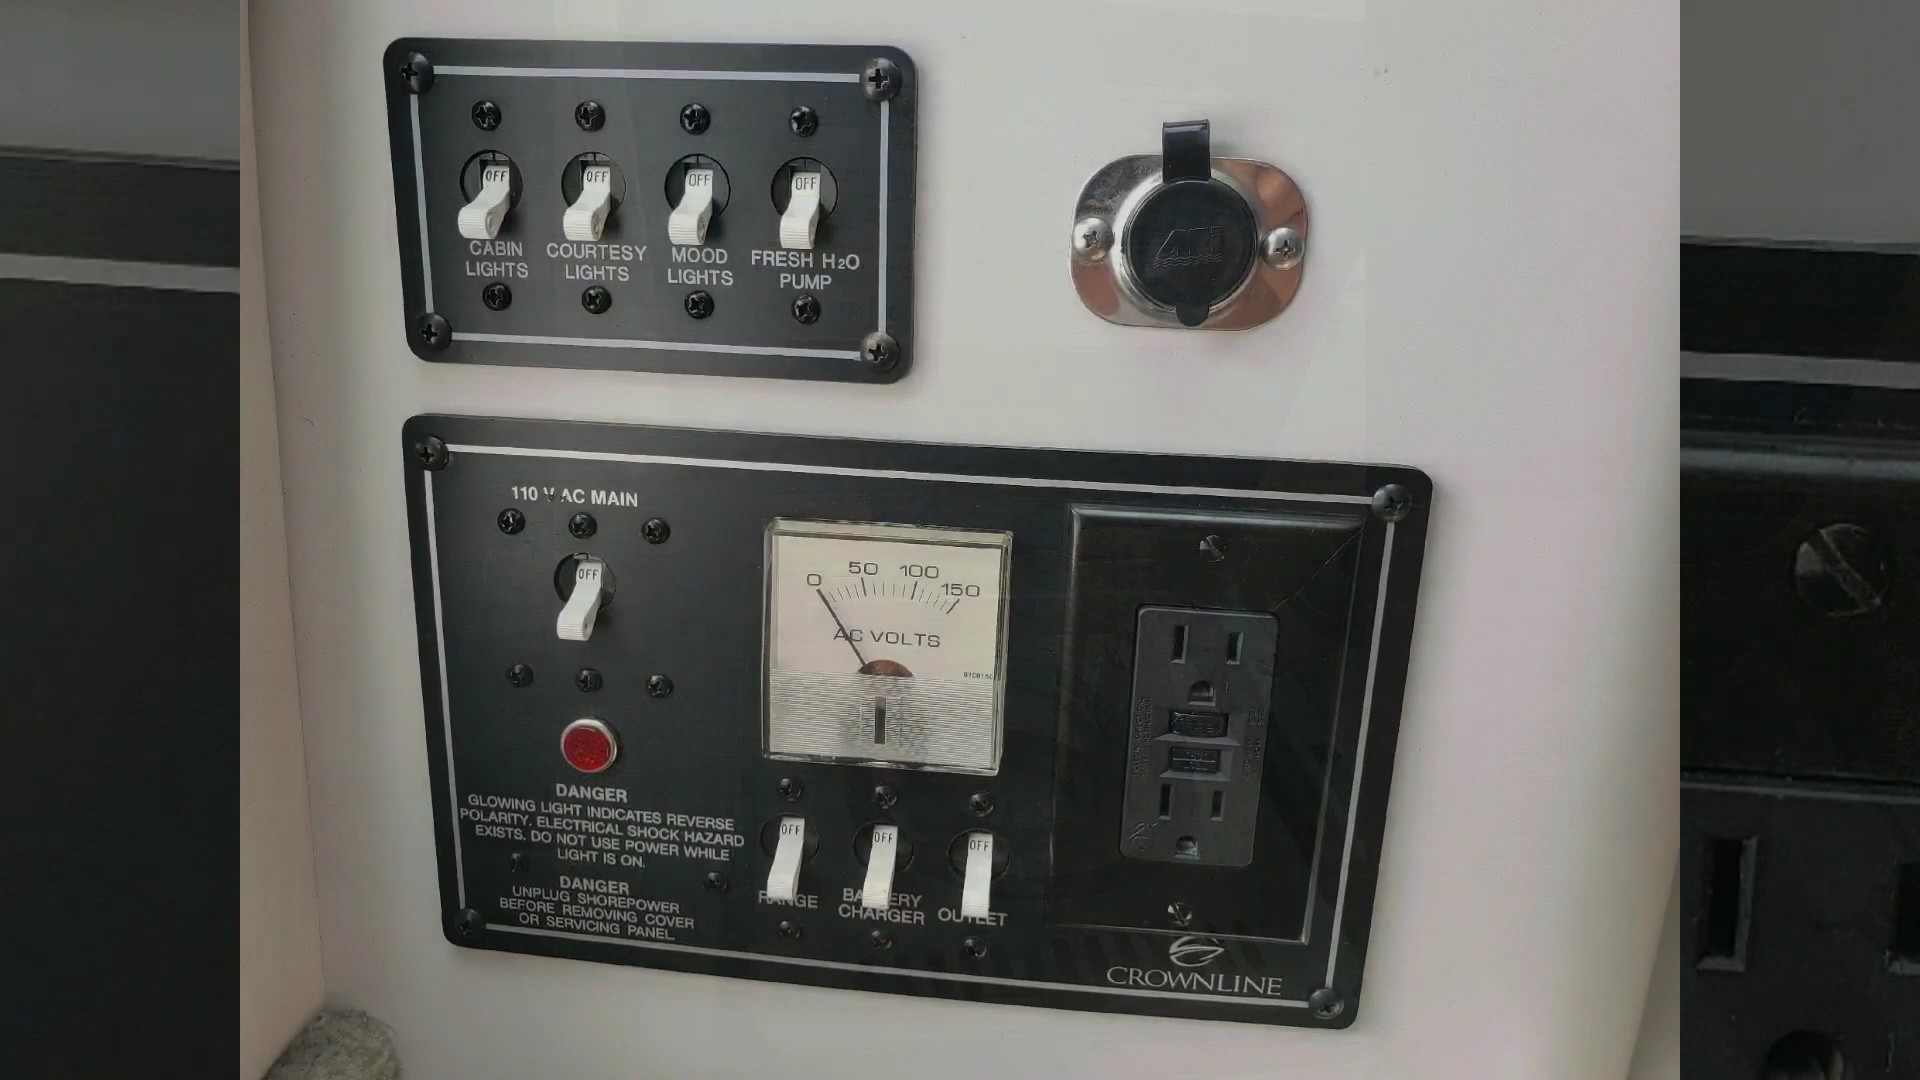 OFF OFF OFF OFF
CABIN LIGHTS
COURTESY LIGHTS
MOOD LIGHTS
FRESH H2O PUMP
110 V AC MAIN
OFF
0 50 100 150
AC VOLTS
DANGER
GLOWING LIGHT INDICATES REVERSE
POLARITY. ELECTRICAL SHOCK HAZARD
EXISTS. DO NOT USE POWER WHILE
LIGHT IS ON.
DANGER
UNPLUG SHOREPOWER
BEFORE REMOVING COVER
OR SERVICING PANEL.
OFF OFF OFF
RANGE
BATTERY CHARGER
OUTLET
CROWNLINE